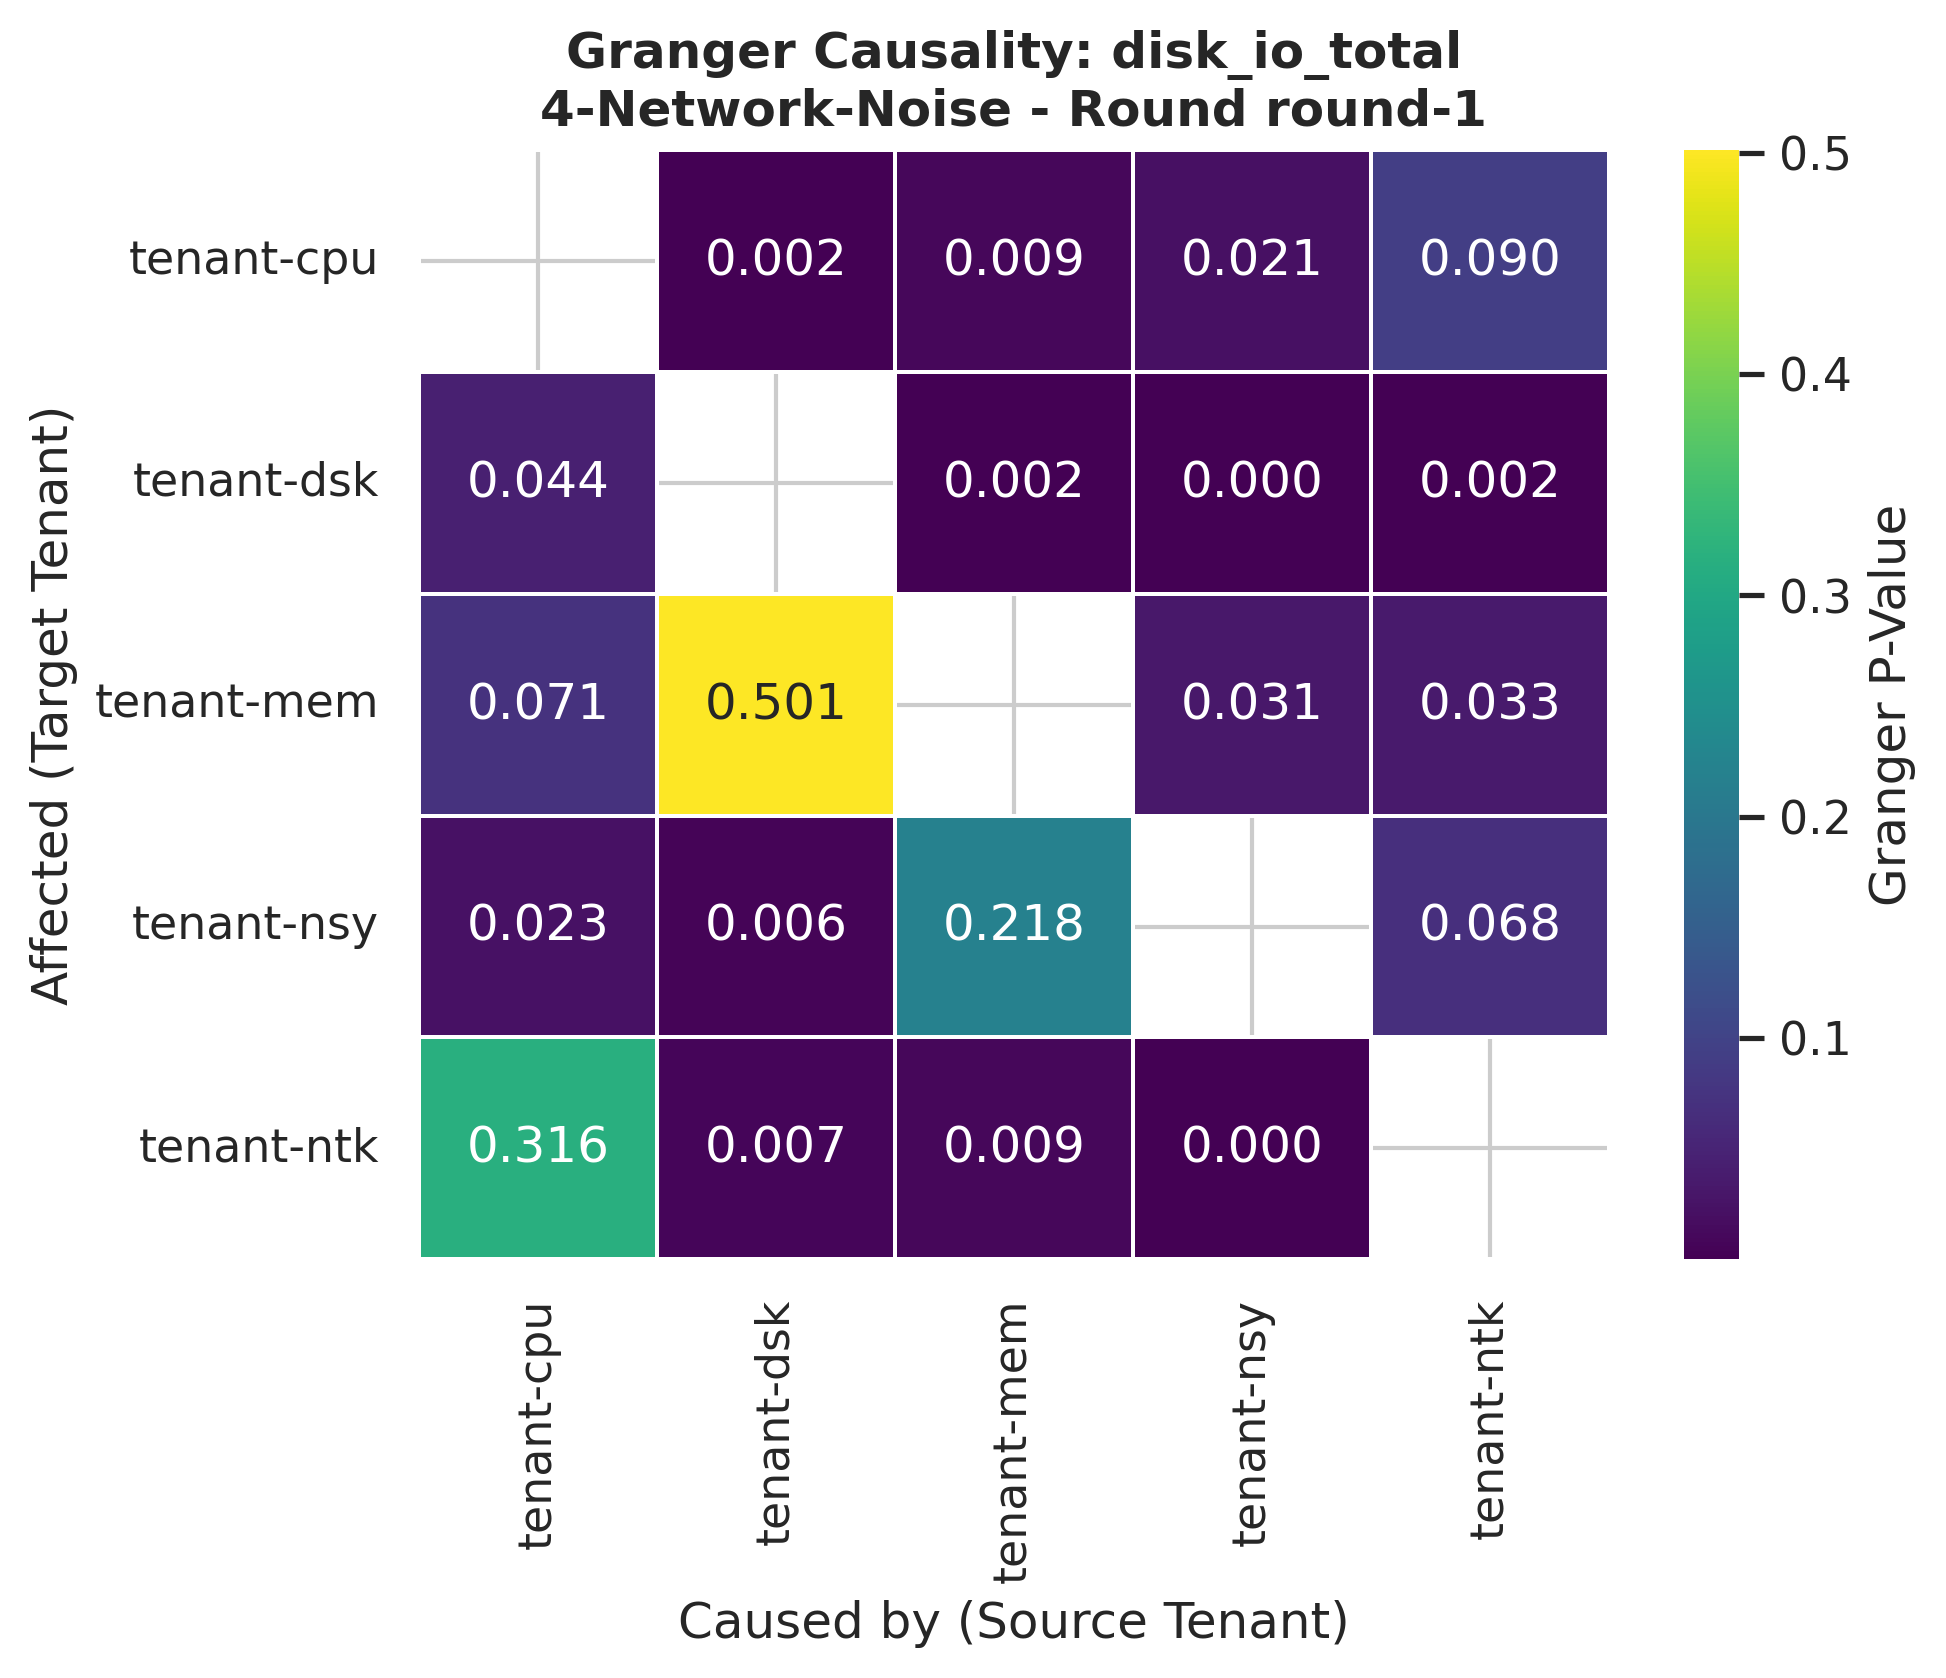 Granger Causality: disk_io_total
4-Network-Noise - Round round-1
tenant-cpu
0.002 0.009 0.021 0.090
tenant-dsk
0.044 0.002 0.000 0.002
tenant-mem
0.071 0.501 0.031 0.033
tenant-nsy
0.023 0.006 0.218 0.068
tenant-ntk
0.316 0.007 0.009 0.000
Affected (Target Tenant)
tenant-cpu
tenant-dsk
tenant-mem
tenant-nsy
tenant-ntk
Caused by (Source Tenant)
0.5
0.4
0.3
0.2
0.1
Granger P-Value